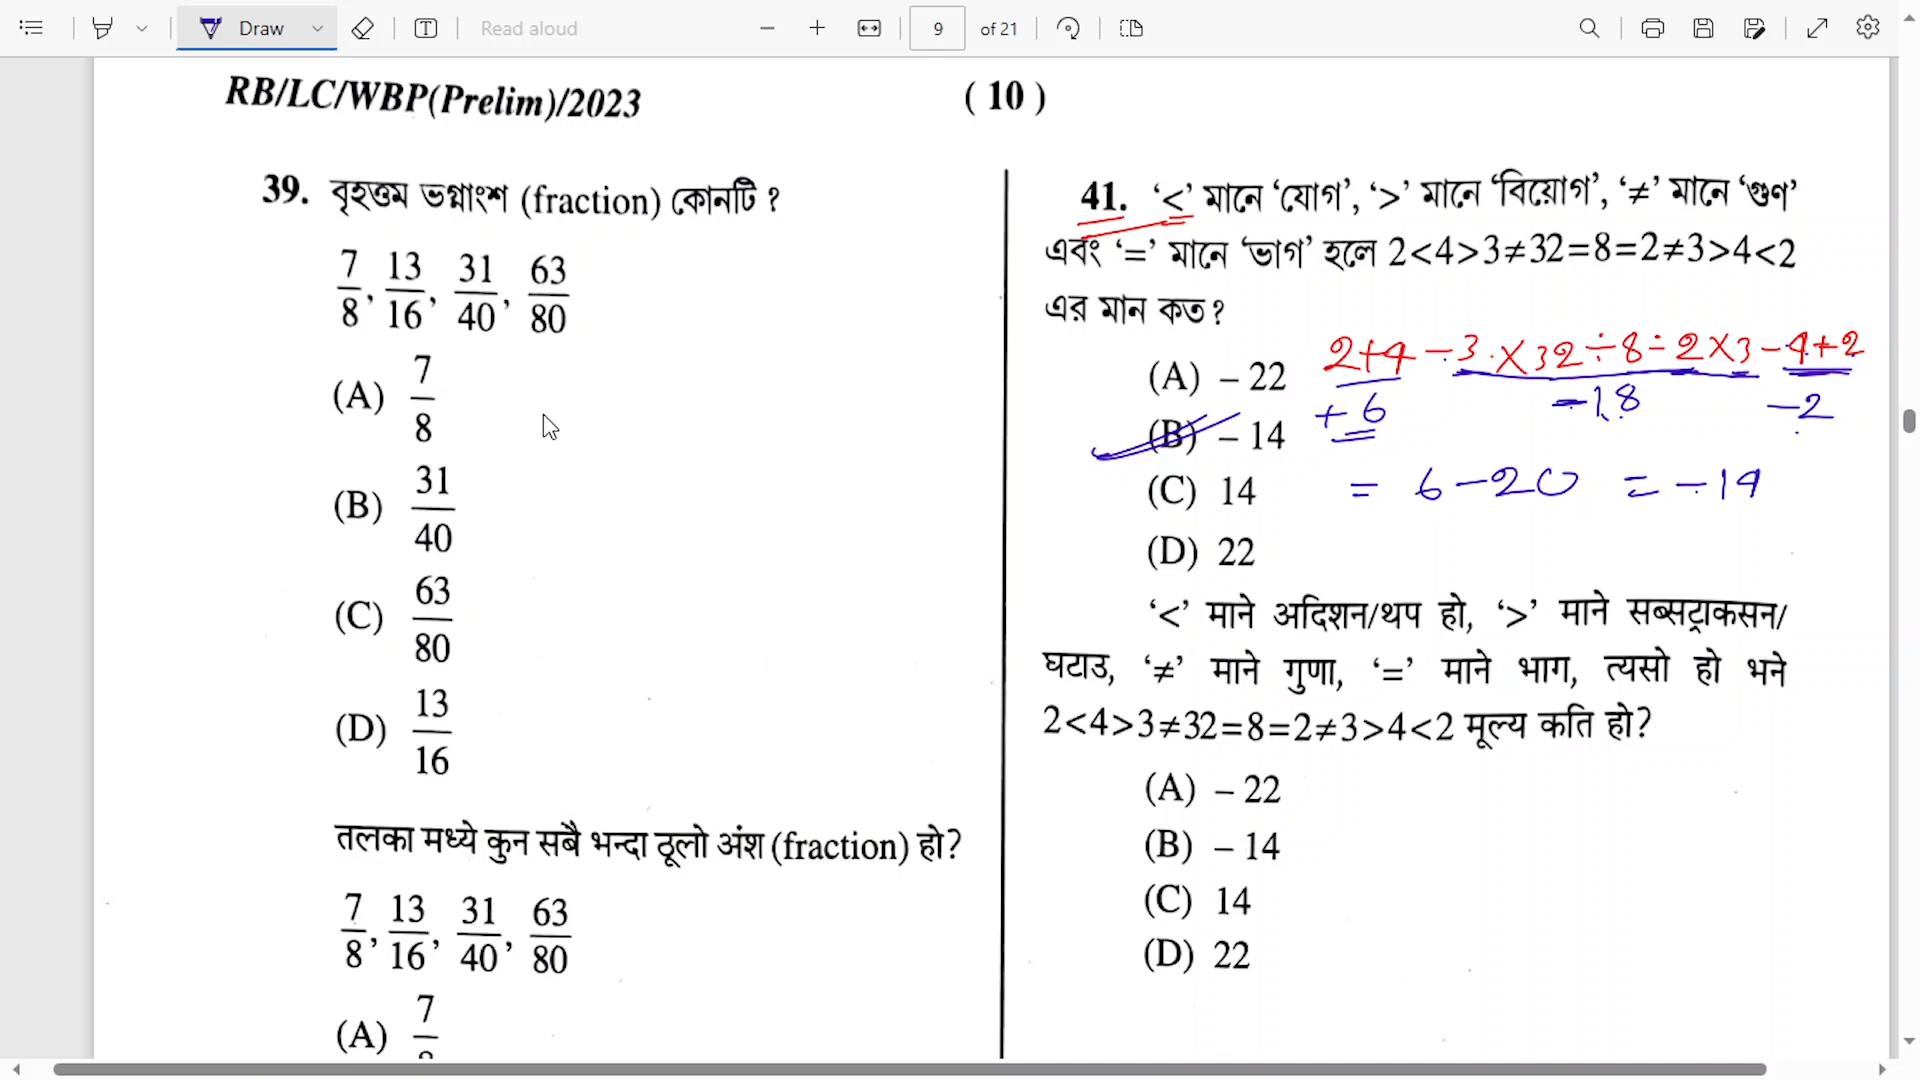 Draw
Read aloud
9 of 21
RB/LC/WBP(Prelim)/2023
( 10 )
39. বৃহত্তম ভগ্নাংশ (fraction) কোনটি ?
7/8, 13/16, 31/40, 63/80
(A) 7/8
(B) 31/40
(C) 63/80
(D) 13/16
तलका मध्ये कुन सबै भन्दा ठूलो अंश (fraction) हो?
7/8, 13/16, 31/40, 63/80
(A) 7/8
41. ‘<’ মানে ‘যোগ’, ‘>’ মানে ‘বিয়োগ’, ‘≠’ মানে ‘গুণ’
এবং ‘=’ মানে ‘ভাগ’ হলে 2<4>3≠32=8=2≠3>4<2
এর মান কত?
2+4-3×32÷8÷2×3-4+2
+6 -18 -2
= 6-20 = -14
(A) – 22
(B) – 14
(C) 14
(D) 22
‘<’ माने अदिशन/थप हो, ‘>’ माने सब्सट्राकसन/
घटाउ, ‘≠’ माने गुणा, ‘=’ माने भाग, त्यसो हो भने
2<4>3≠32=8=2≠3>4<2 मूल्य कति हो?
(A) – 22
(B) – 14
(C) 14
(D) 22